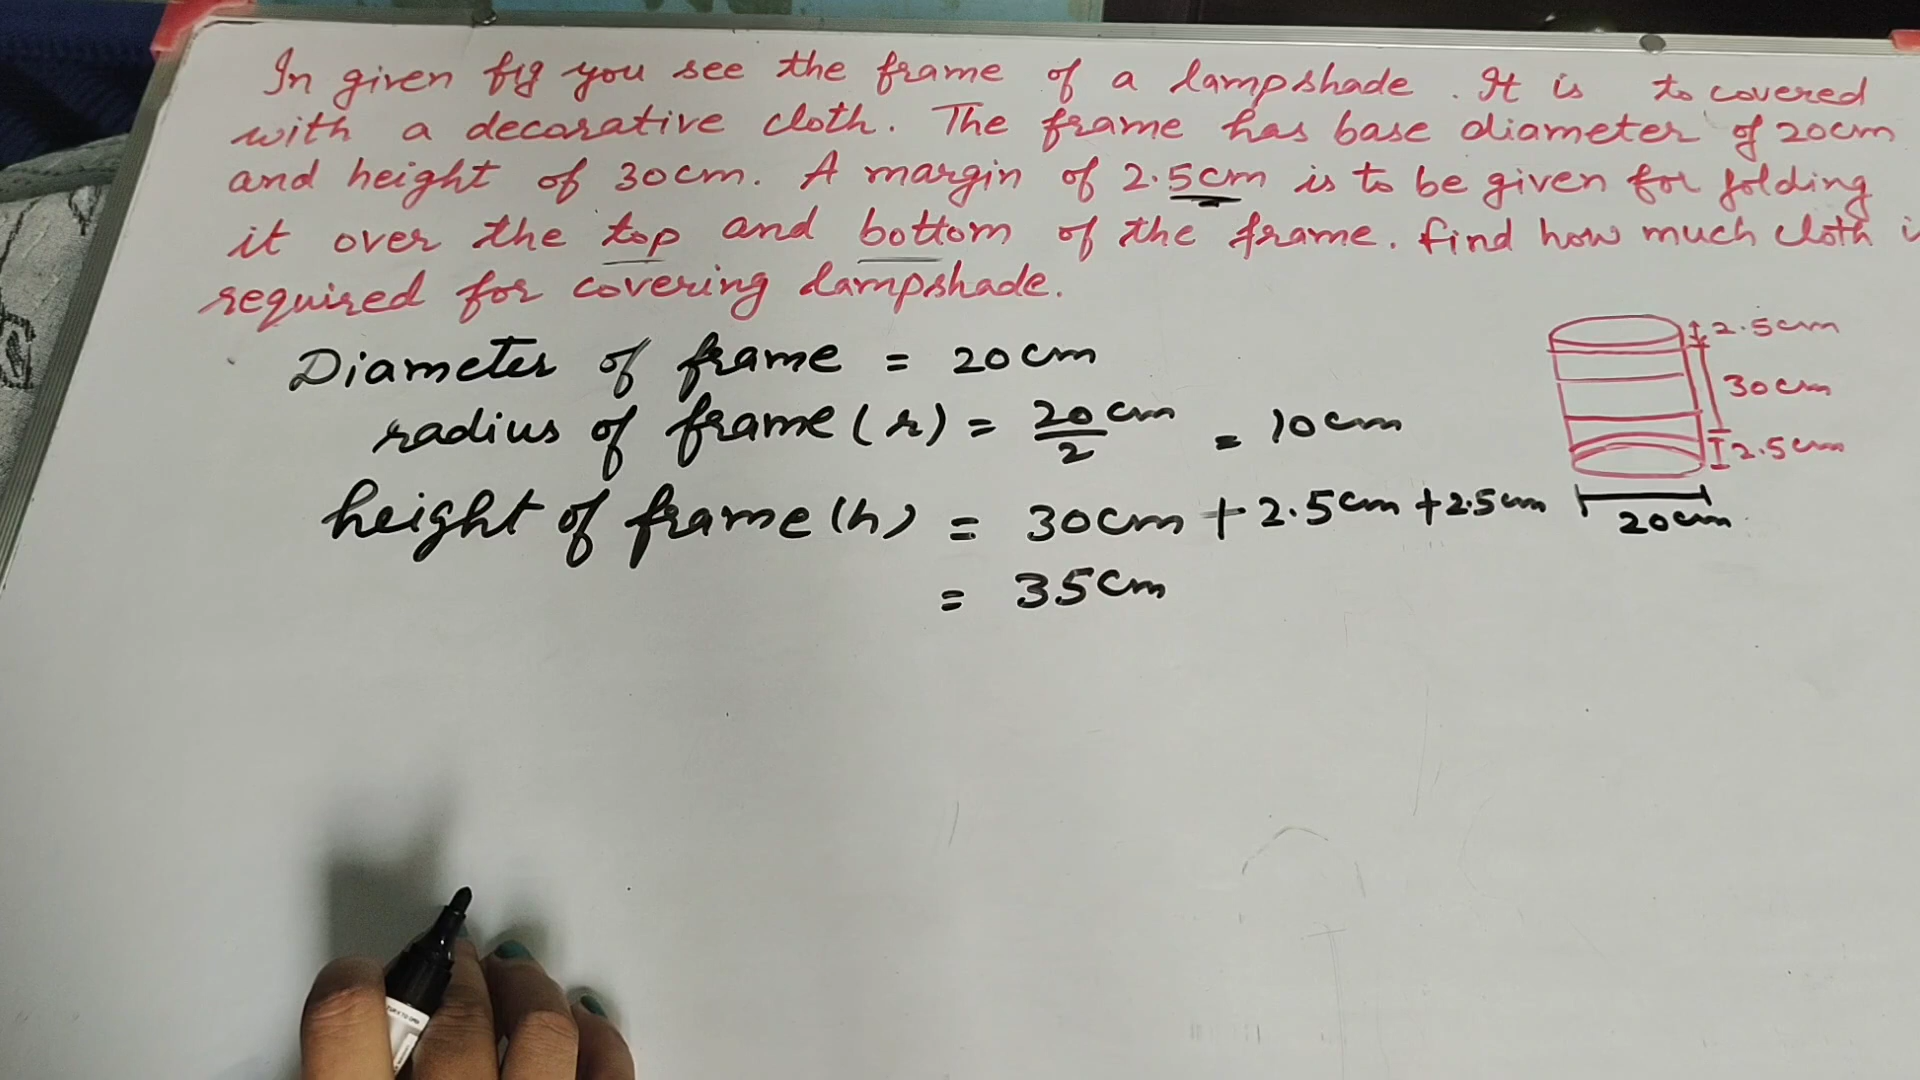 In given fig you see the frame of a lampshade. It is to covered
with a decorative cloth. The frame has base diameter of 20cm
and height of 30cm. A margin of 2.5cm is to be given for folding
it over the top and bottom of the frame. find how much cloth
required for covering lampshade.
2.5cm
30cm
2.5cm
20cm
Diameter of frame = 20cm
radius of frame (r) = 20cm/2 = 10cm
height of frame (h) = 30cm + 2.5cm + 2.5cm
= 35cm